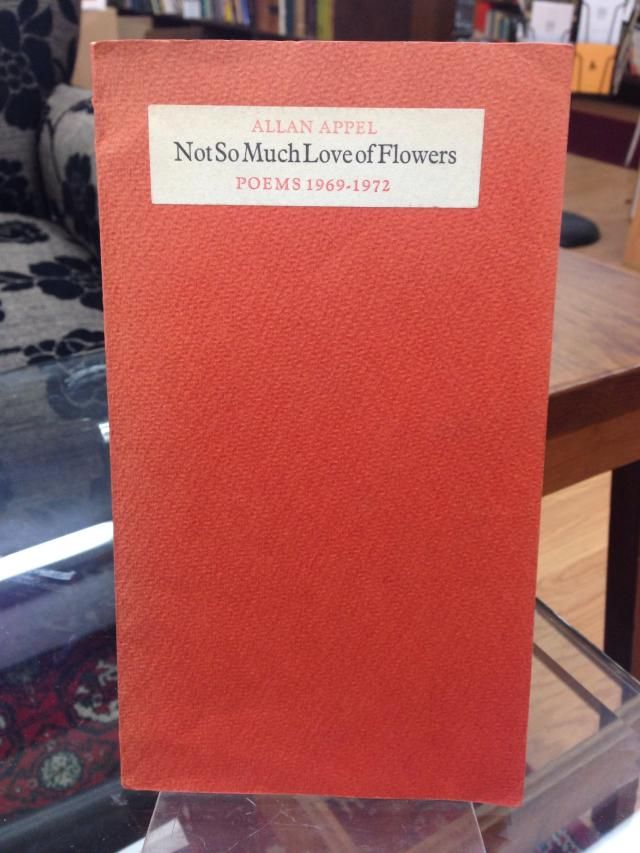 ALLAN APPEL
Not So Much Love of Flowers
POEMS 1969-1972